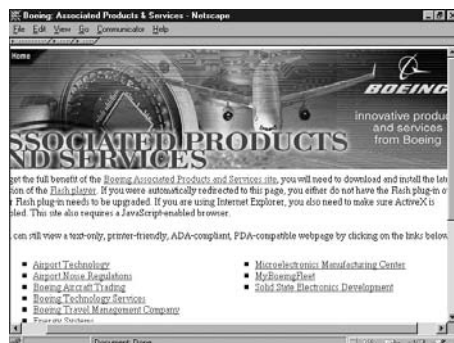 Boeing: Associated Products & Services - Netscape
File Edit View Go Communicator Help
Home
BOEING
innovative produc
and services
from Boeing
SSOCIATED PRODUCTS
ND SERVICES
get the full benefit of the Boeing Associated Products and Services site, you will need to download and install the late
ion of the Flash player. If you were automatically redirected to this page, you either do not have the Flash plug-in o
r Flash plug-in needs to be upgraded. If you are using Internet Explorer, you also need to make sure ActiveX is
bled. This site also requires a JavaScript-enabled browser.
can still view a text-only, printer-friendly, ADA-compliant, PDA-compatible webpage by clicking on the links below
Airport Technology
Airport Noise Regulations
Boeing Aircraft Trading
Boeing Technology Services
Boeing Travel Management Company
Energy Systems
Microelectronics Manufacturing Center
MyBoeingFleet
Solid State Electronics Development
Document: Done